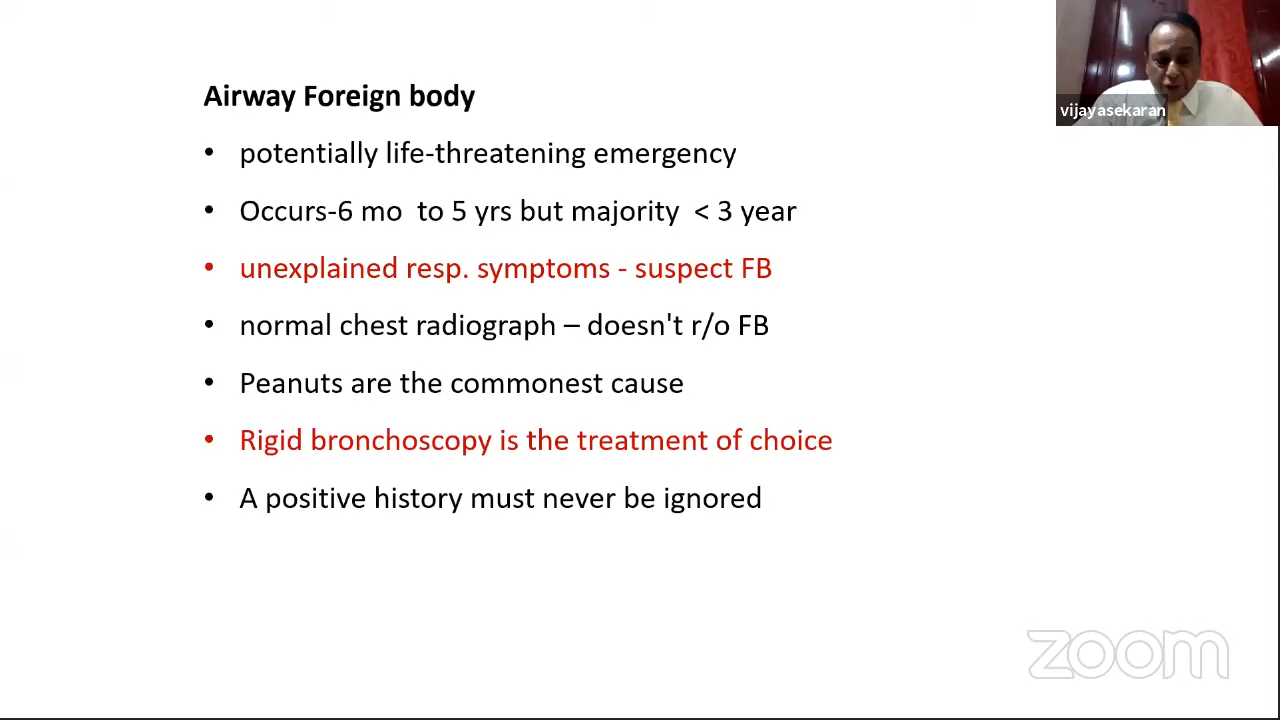 vijayasekaran
Airway Foreign body
• potentially life-threatening emergency
• Occurs-6 mo to 5 yrs but majority < 3 year
• unexplained resp. symptoms - suspect FB
• normal chest radiograph – doesn't r/o FB
• Peanuts are the commonest cause
• Rigid bronchoscopy is the treatment of choice
• A positive history must never be ignored
zoom